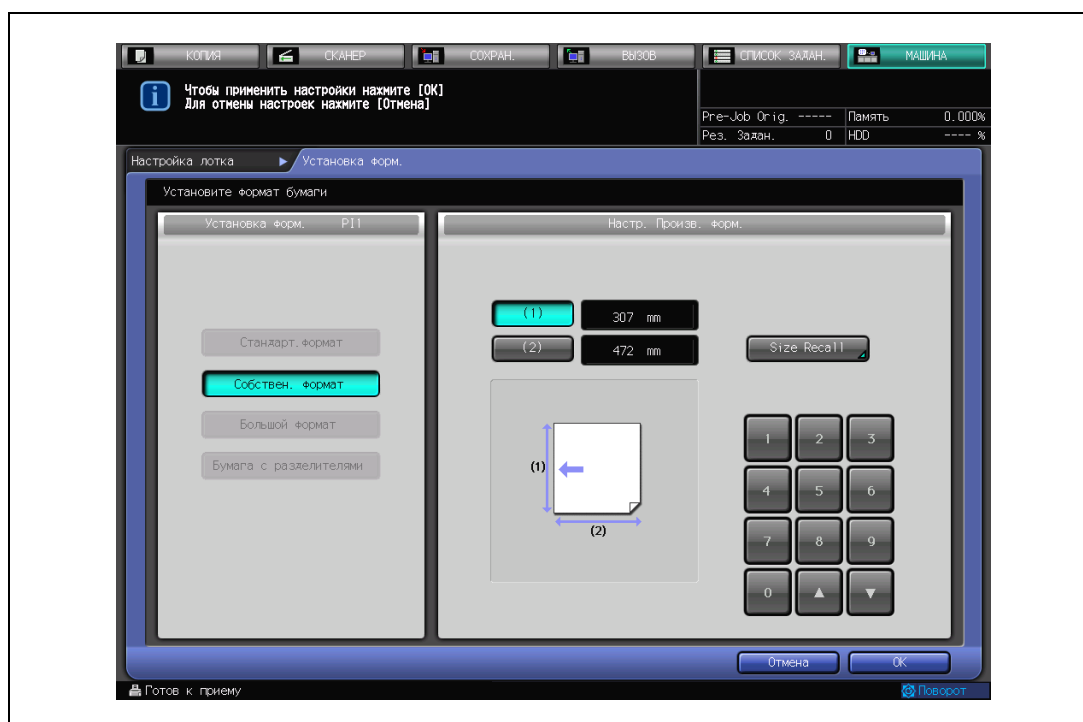 КОПИЯ СКАНЕР СОХРАН. ВЫЗОВ СПИСОК ЗАДАН. МАШИНА
Чтобы применить настройки нажмите [OK]
Для отмены настроек нажмите [Отмена]
Pre-Job Orig. ----- Память 0.000%
Рез. Задан. 0 HDD ---- %
Настройка лотка ► Установка форм.
Установите формат бумаги
Установка форм. PI1
Настр. Произв. форм.
(1) 307 mm
(2) 472 mm
Size Recall
Стандарт.формат
Собствен. формат
Большой формат
Бумага с разделителями
(1)
(2)
1 2 3
4 5 6
7 8 9
0 ▲ ▼
Отмена OK
Готов к приему
Поворот